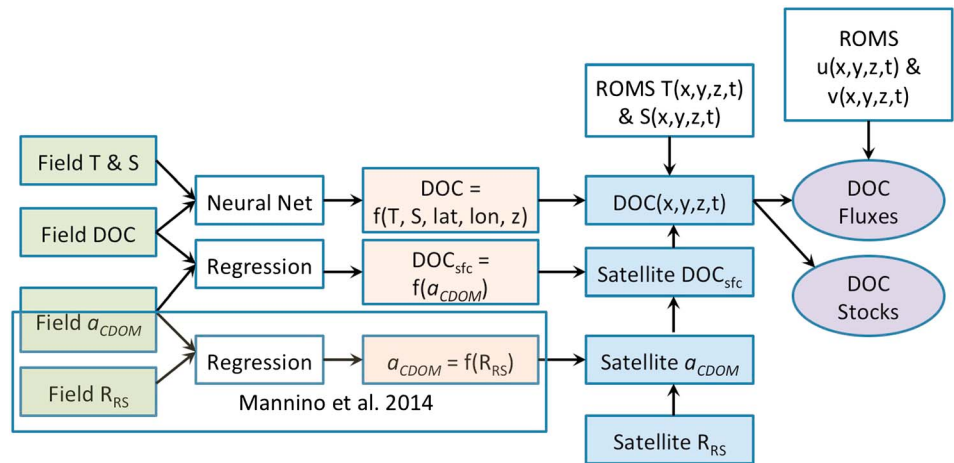 ROMS
u(x,y,z,t) &
v(x,y,z,t)
ROMS T(x,y,z,t)
& S(x,y,z,t)
Field T & S
Neural Net
DOC =
f(T, S, lat, lon, z)
DOC(x,y,z,t)
DOC
Fluxes
Field DOC
Regression
DOCsfc =
f(aCDOM)
Satellite DOCsfc
DOC
Stocks
Field aCDOM
Regression
aCDOM = f(RRS)
Satellite aCDOM
Field RRS
Mannino et al. 2014
Satellite RRS